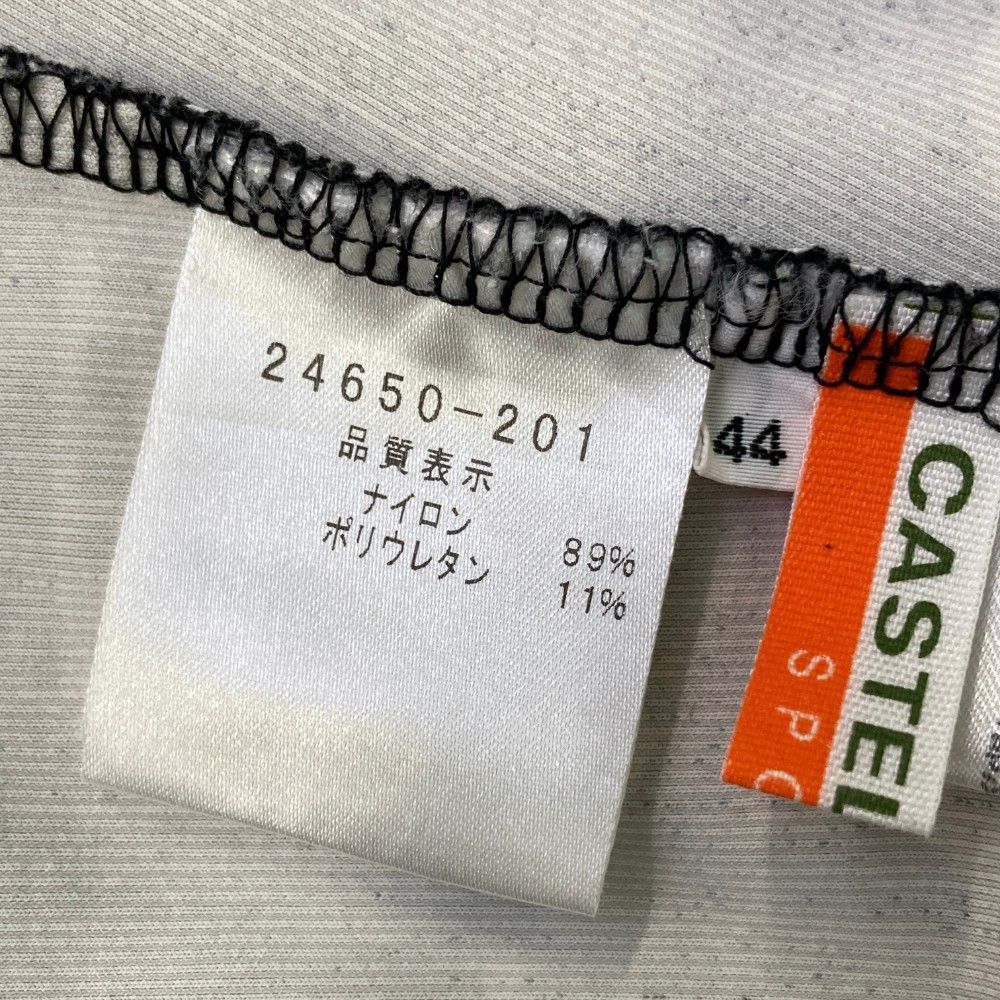 24650-201
品質表示
ナイロン 89%
ポリウレタン 11%
44
CASTEL
SPO